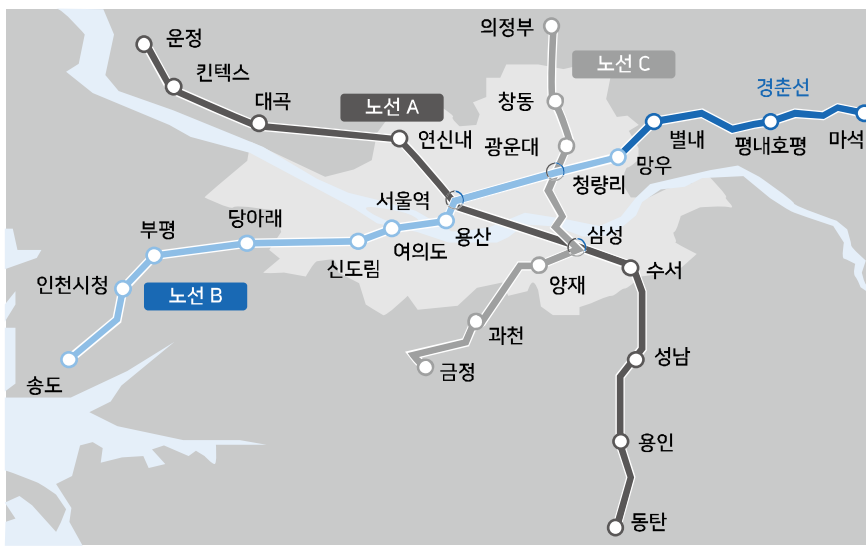 의정부
운정
노선 C
킨텍스
경춘선
대곡
노선 A
창동
연신내
별내
평내호평
마석
광운대
망우
청량리
서울역
당아래
부평
용산
삼성
여의도
신도림
수서
인천시청
노선 B
양재
과천
성남
송도
금정
용인
동탄